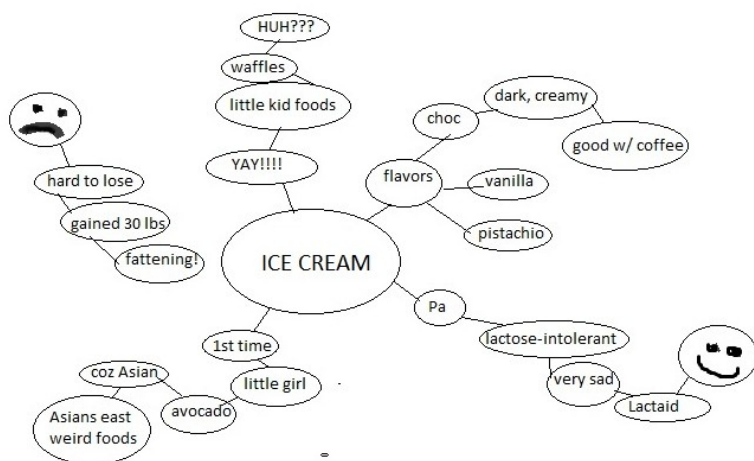 HUH???
waffles
little kid foods
YAY!!!!
dark, creamy
choc
good w/ coffee
flavors
vanilla
pistachio
hard to lose
gained 30 lbs
fattening!
ICE CREAM
Pa
lactose-intolerant
very sad
Lactaid
1st time
little girl
avocado
coz Asian
Asians east
weird foods